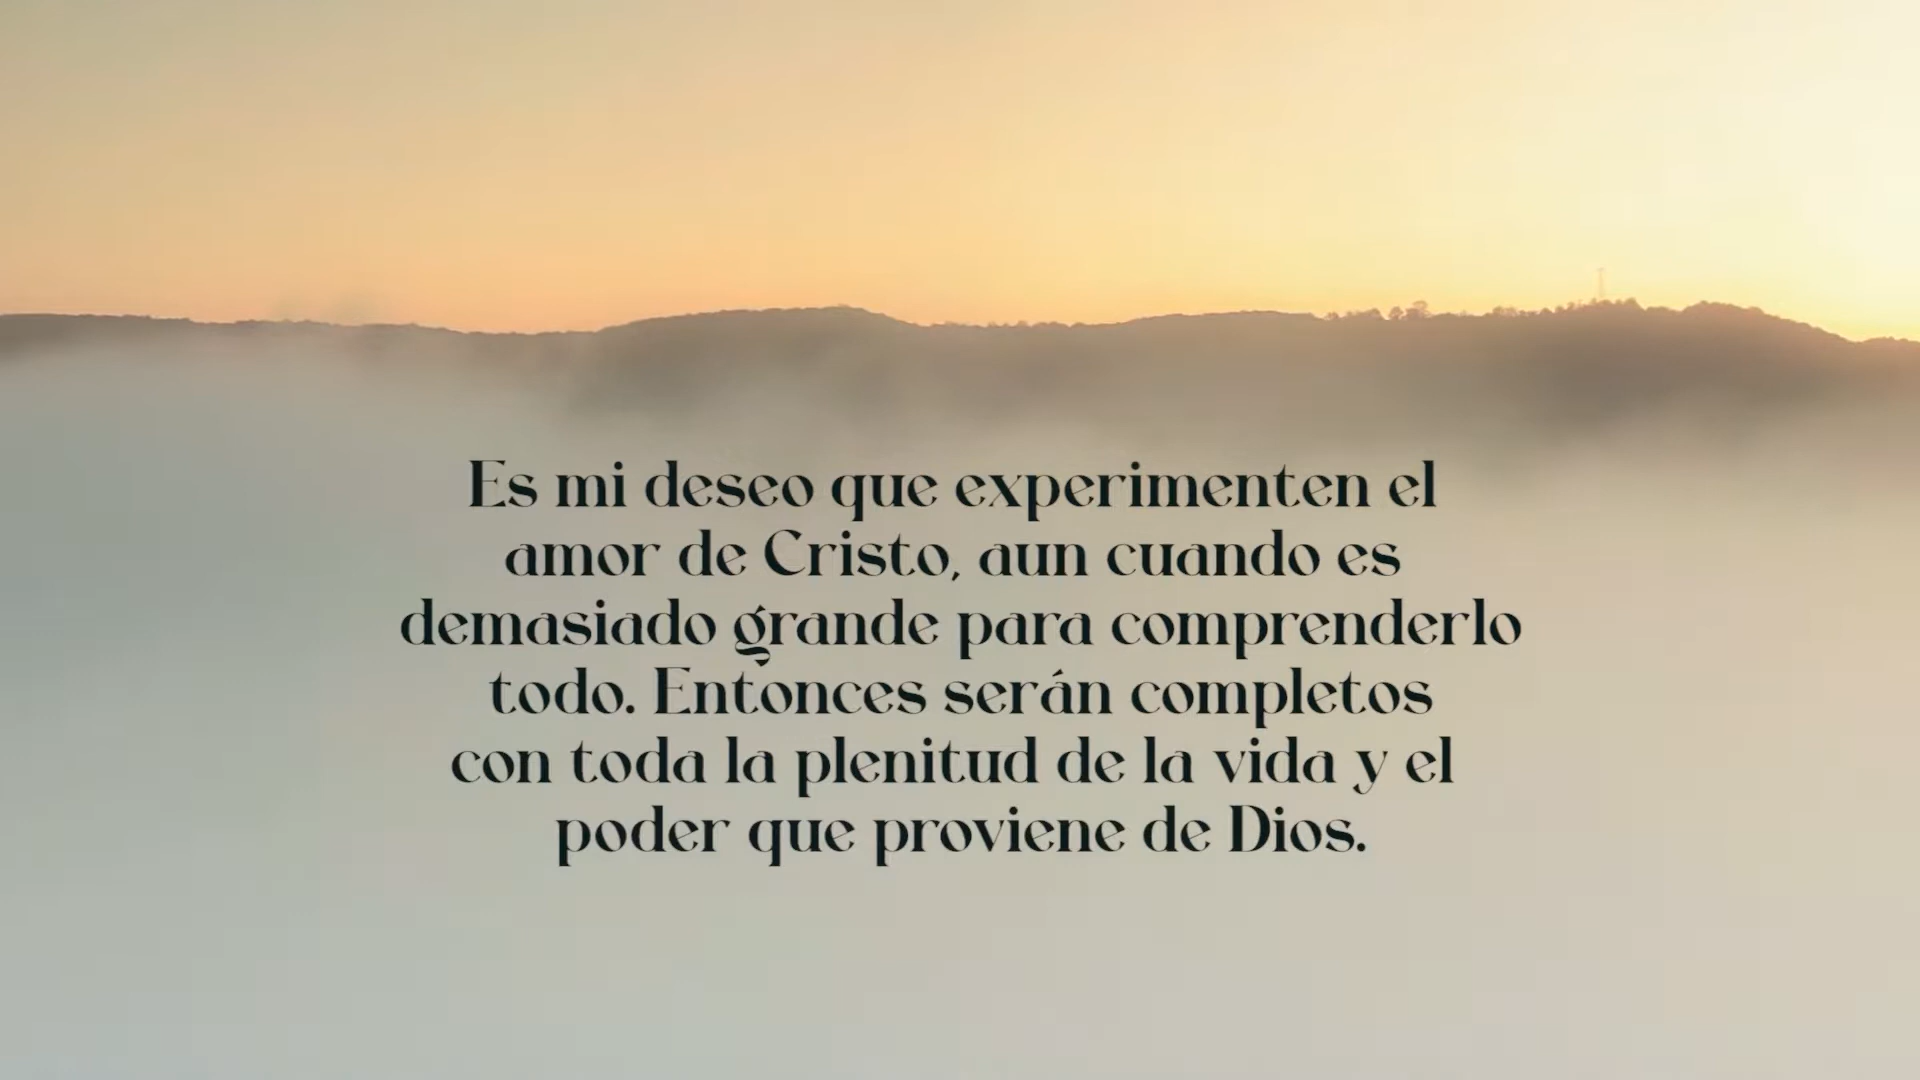 Es mi deseo que experimenten el
amor de Cristo, aun cuando es
demasiado grande para comprenderlo
todo. Entonces serán completos
con toda la plenitud de la vida y el
poder que proviene de Dios.